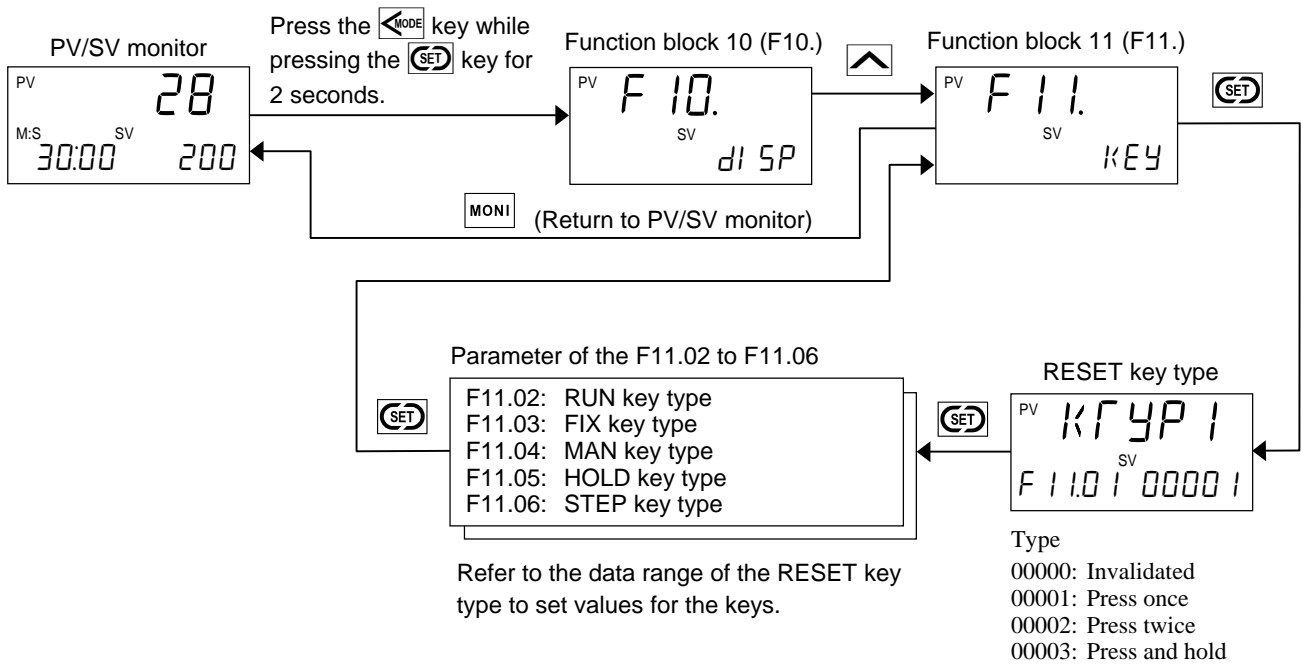 PV/SV monitor
PV
28
M:S
SV
30:00 200
Press the <MODE key while
pressing the SET key for
2 seconds.
Function block 10 (F10.)
PV
F 10.
SV
dI SP
Function block 11 (F11.)
PV
F 11.
SV
KEY
SET
MONI (Return to PV/SV monitor)
Parameter of the F11.02 to F11.06
F11.02: RUN key type
F11.03: FIX key type
F11.04: MAN key type
F11.05: HOLD key type
F11.06: STEP key type
SET
SET
Refer to the data range of the RESET key
type to set values for the keys.
RESET key type
PV
KTYP1
SV
F11.01 00001
Type
00000: Invalidated
00001: Press once
00002: Press twice
00003: Press and hold